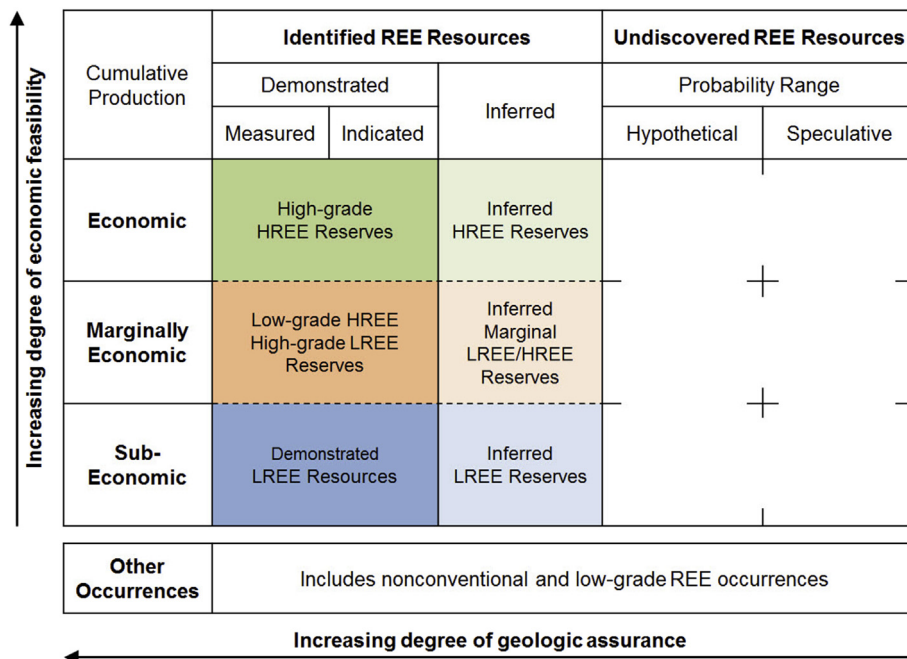 Increasing degree of economic feasibility
Cumulative
Production
Identified REE Resources
Undiscovered REE Resources
Demonstrated
Inferred
Probability Range
Measured
Indicated
Hypothetical
Speculative
Economic
High-grade
HREE Reserves
Inferred
HREE Reserves
Marginally
Economic
Low-grade HREE
High-grade LREE
Reserves
Inferred
Marginal
LREE/HREE
Reserves
Sub-
Economic
Demonstrated
LREE Resources
Inferred
LREE Reserves
Other
Occurrences
Includes nonconventional and low-grade REE occurrences
Increasing degree of geologic assurance